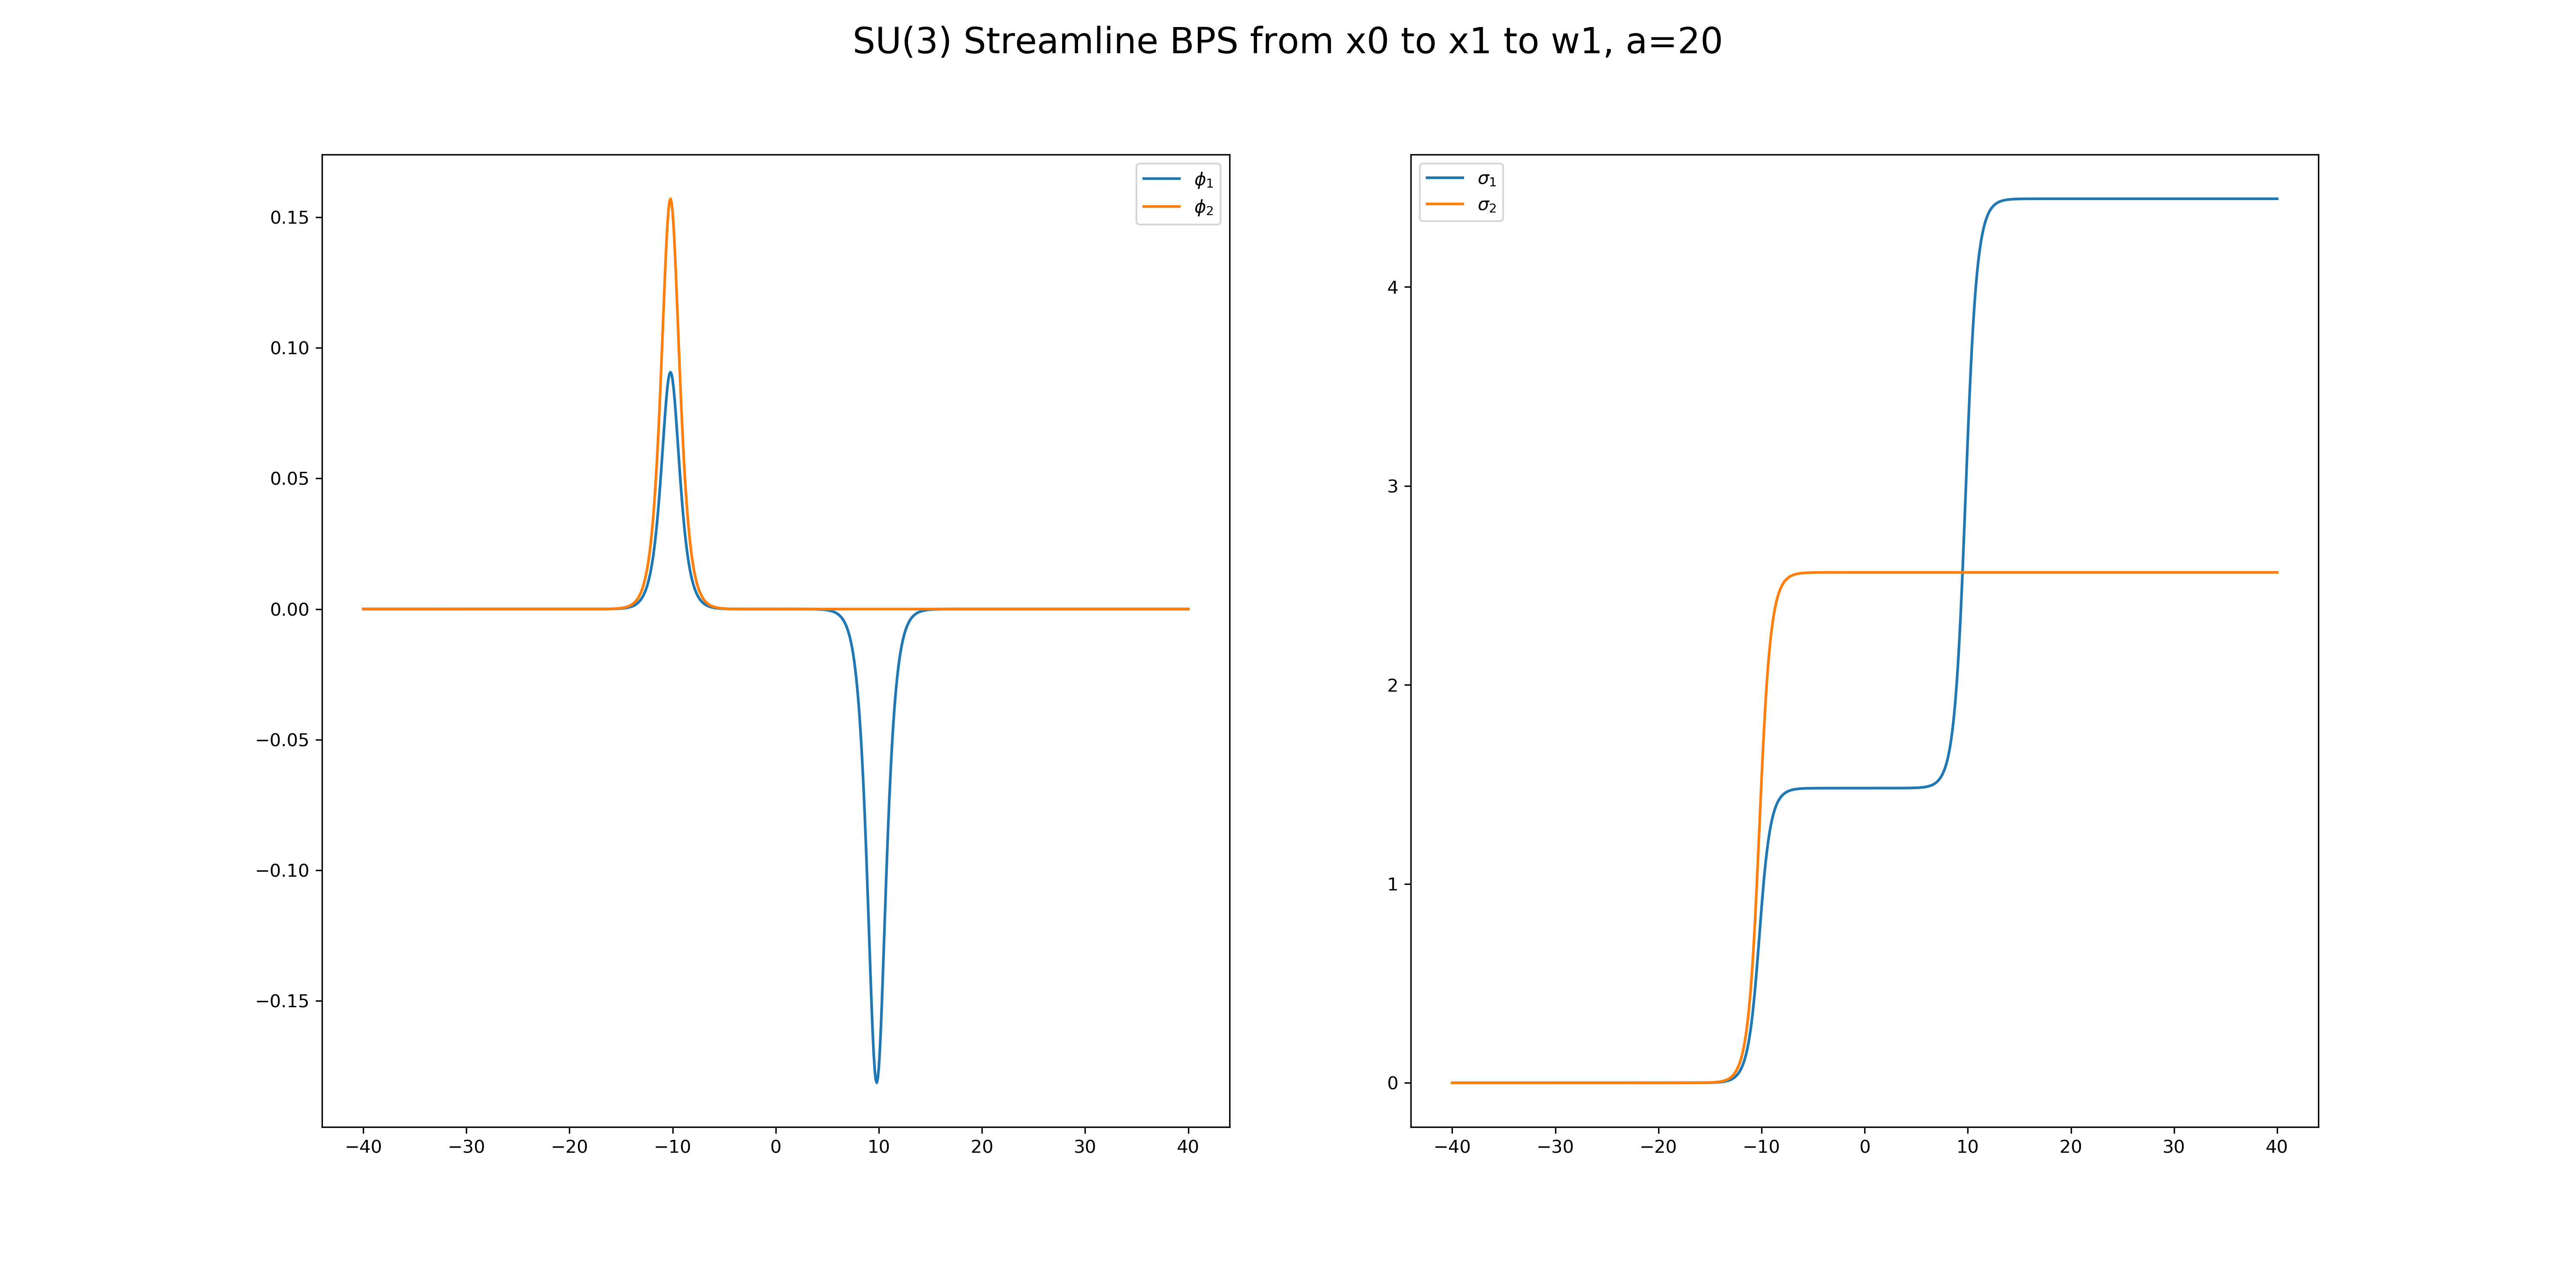 SU(3) Streamline BPS from x0 to x1 to w1, a=20
ϕ₁
ϕ₂
0.15
0.10
0.05
0.00
−0.05
−0.10
−0.15
−40 −30 −20 −10 0 10 20 30 40
σ₁
σ₂
4
3
2
1
0
−40 −30 −20 −10 0 10 20 30 40